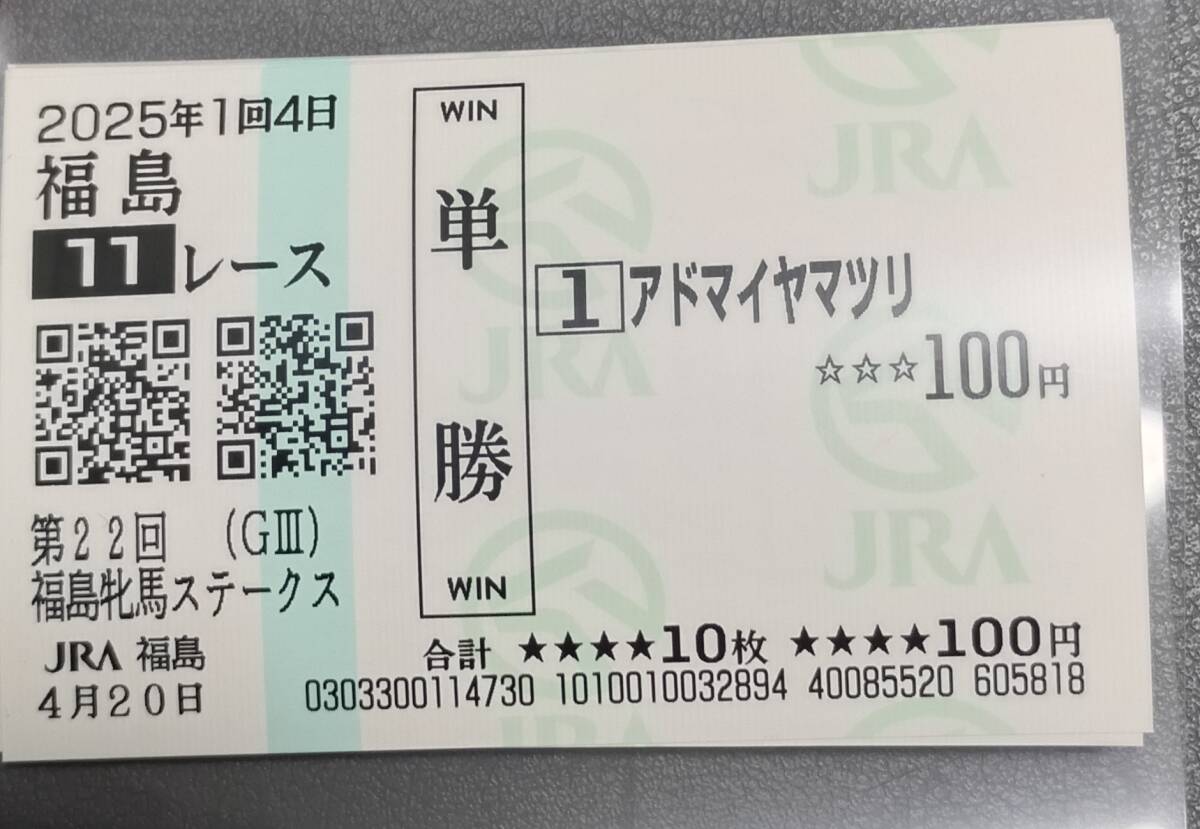 2025年1回4日
福島
11レース
第22回 (GⅢ)
福島牝馬ステークス
JRA 福島
4月20日
WIN
単勝
WIN
1 アドマイヤマツリ
☆☆☆100円
合計 ★★★★10枚 ★★★★100円
0303300114730 1010010032894 40085520 605818
JRA
JRA
JRA
JRA